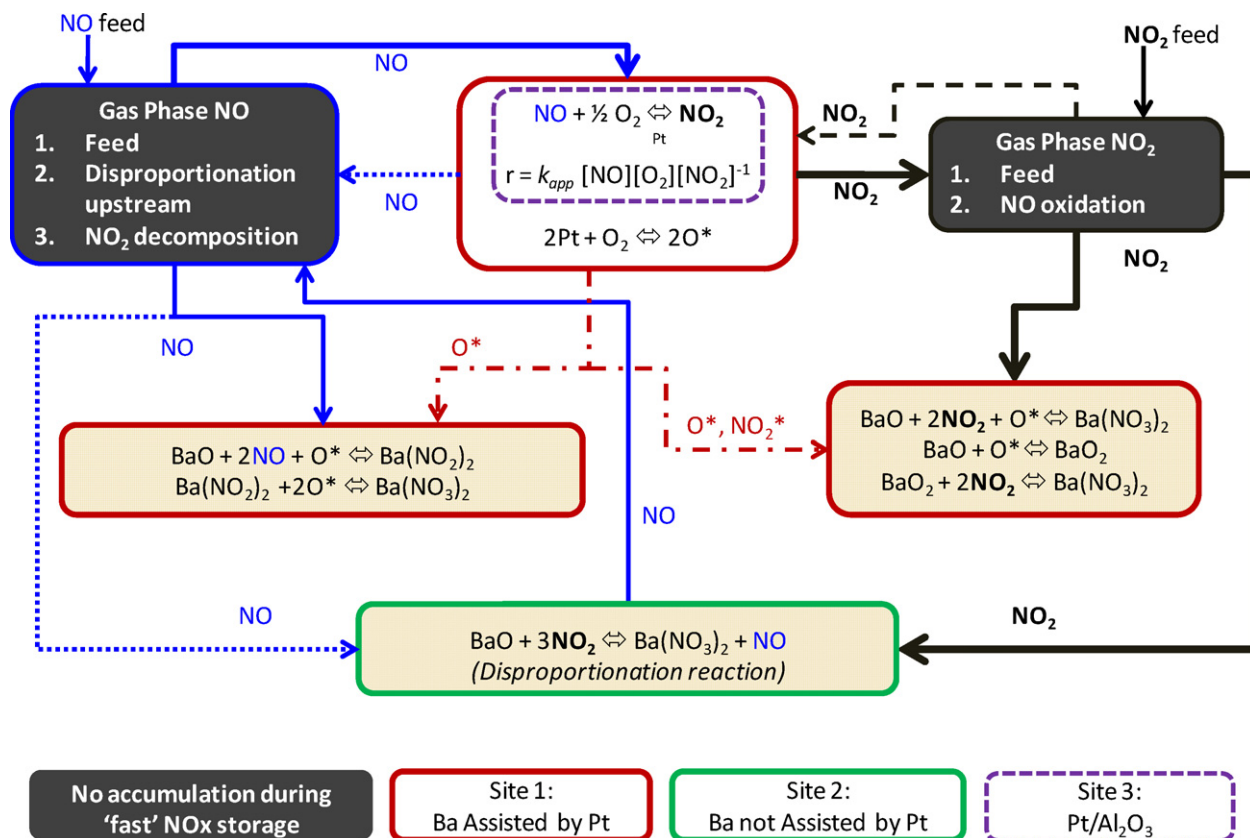 NO feed
NO
NO₂ feed
Gas Phase NO
1. Feed
2. Disproportionation
upstream
3. NO₂ decomposition
NO + ½ O₂ ⇔ NO₂
Pt
r = kapp [NO][O₂][NO₂]⁻¹
2Pt + O₂ ⇔ 2O*
NO
NO₂
NO₂
Gas Phase NO₂
1. Feed
2. NO oxidation
NO₂
NO
O*
O*, NO₂*
BaO + 2NO + O* ⇔ Ba(NO₂)₂
Ba(NO₂)₂ +2O* ⇔ Ba(NO₃)₂
BaO + 2NO₂ + O* ⇔ Ba(NO₃)₂
BaO + O* ⇔ BaO₂
BaO₂ + 2NO₂ ⇔ Ba(NO₃)₂
NO
NO
NO₂
BaO + 3NO₂ ⇔ Ba(NO₃)₂ + NO
(Disproportionation reaction)
No accumulation during
'fast' NOx storage
Site 1:
Ba Assisted by Pt
Site 2:
Ba not Assisted by Pt
Site 3:
Pt/Al₂O₃